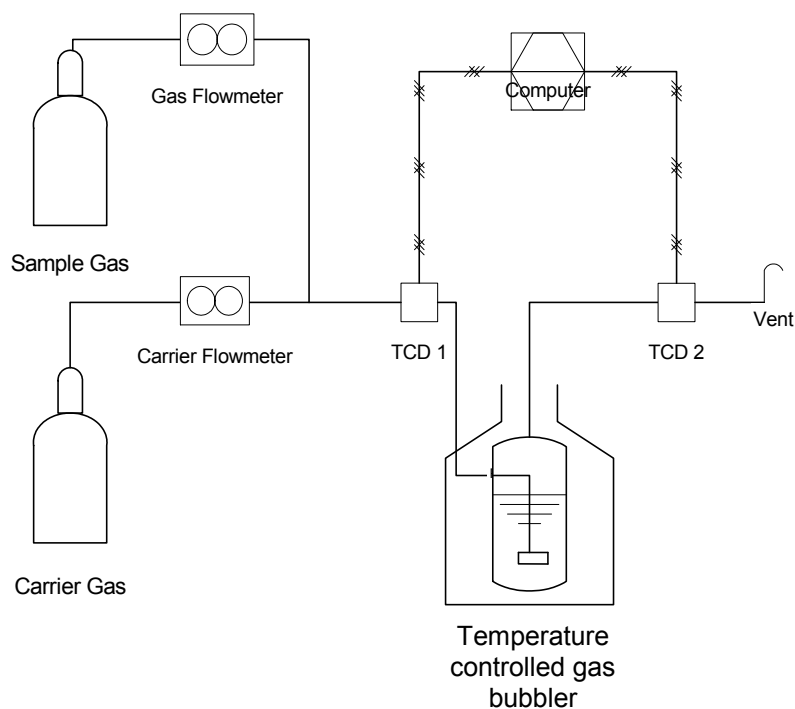 Gas Flowmeter
Computer
Sample Gas
Carrier Flowmeter
TCD 1
TCD 2
Vent
Carrier Gas
Temperature
controlled gas
bubbler